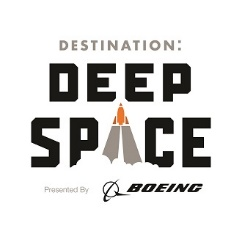 DESTINATION:
DEEP
SPACE
Presented By BOEING